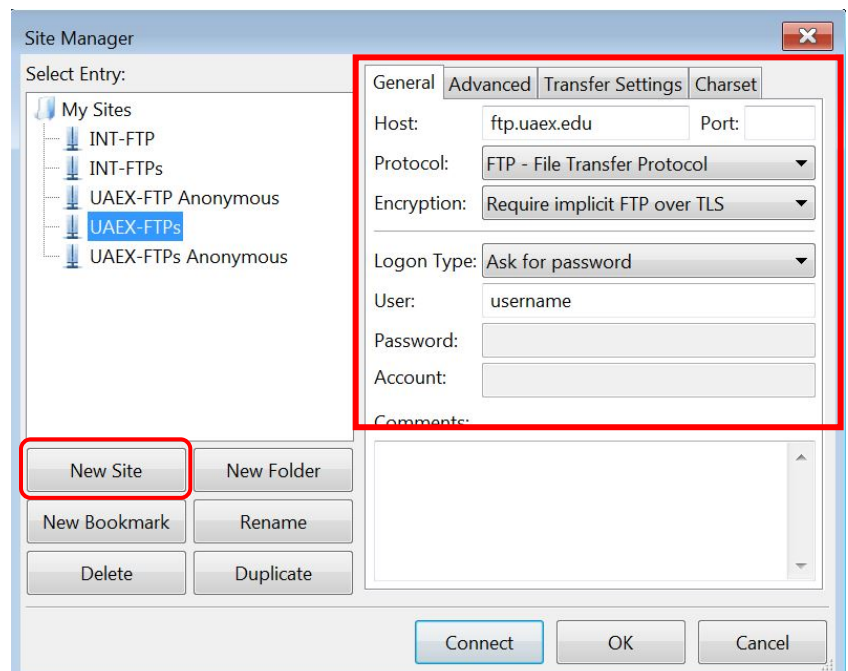 Site Manager
Select Entry:
My Sites
INT-FTP
INT-FTPs
UAEX-FTP Anonymous
UAEX-FTPs
UAEX-FTPs Anonymous
New Site
New Folder
New Bookmark
Rename
Delete
Duplicate
General Advanced Transfer Settings Charset
Host: ftp.uaex.edu Port:
Protocol: FTP - File Transfer Protocol
Encryption: Require implicit FTP over TLS
Logon Type: Ask for password
User: username
Password:
Account:
Comments:
Connect
OK
Cancel